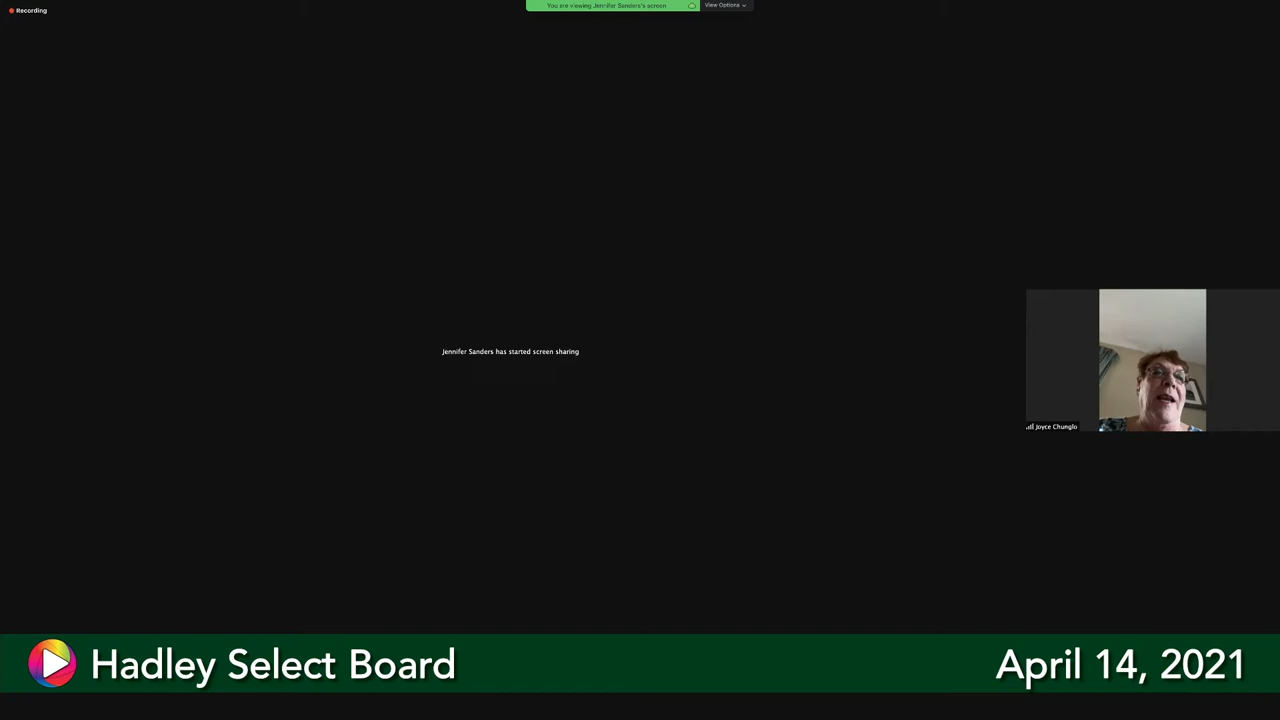 Recording
You are viewing Jennifer Sanders's screen
View Options
Jennifer Sanders has started screen sharing
Joyce Chunglo
Hadley Select Board
April 14, 2021